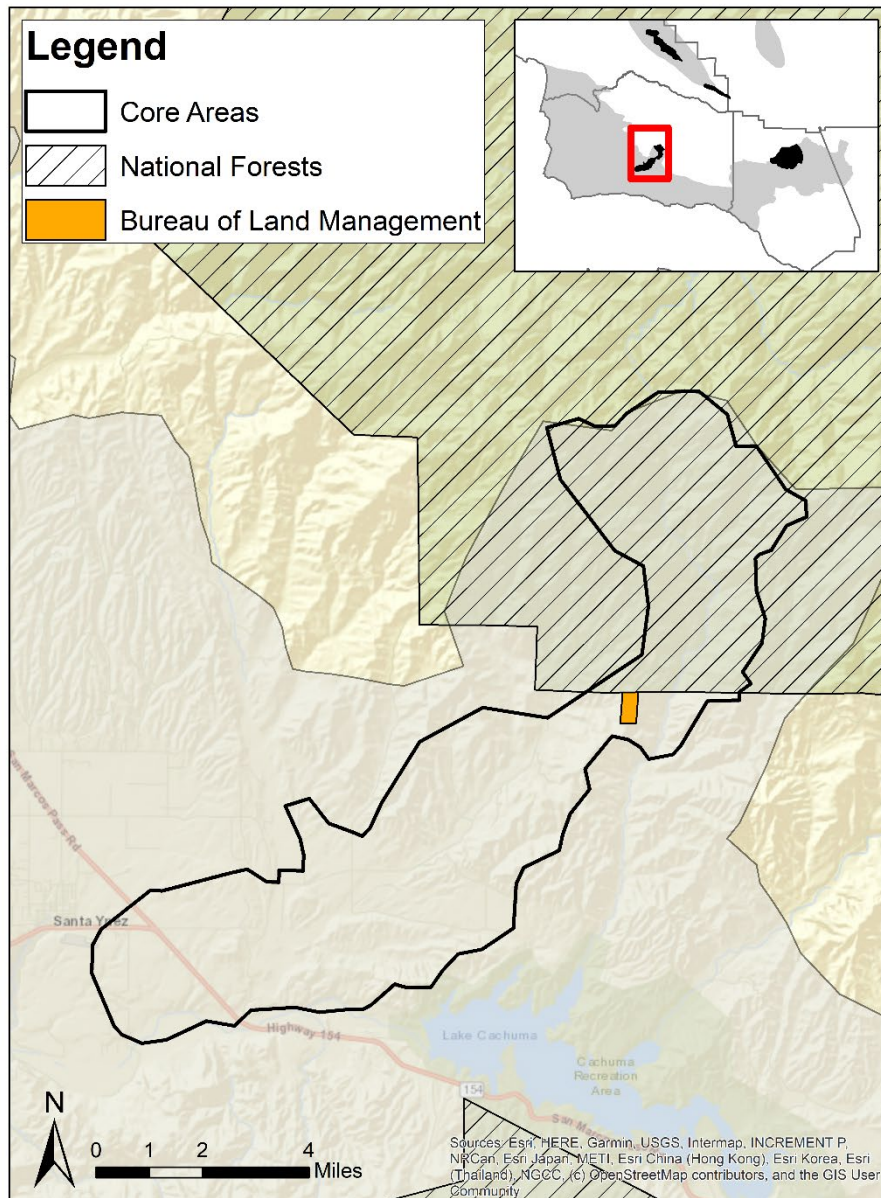 Legend
Core Areas
National Forests
Bureau of Land Management
San Marcos Pass Rd
Santa Ynez
Highway 154
Lake Cachuma
Cachuma
Recreation
Area
154
San Marcos
N
0 1 2 4
Miles
Sources: Esri, HERE, Garmin, USGS, Intermap, INCREMENT P,
NRCan, Esri Japan, METI, Esri China (Hong Kong), Esri Korea, Esri
(Thailand), NGCC, (c) OpenStreetMap contributors, and the GIS User
Community